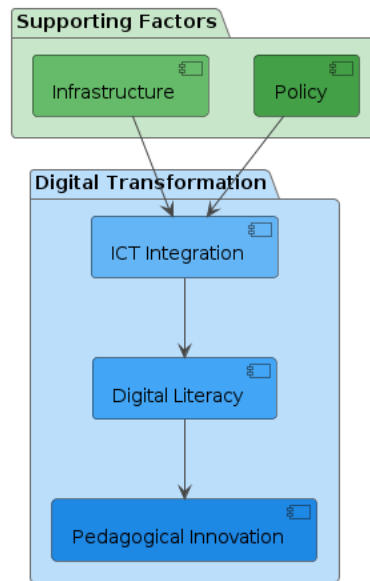 Supporting Factors
Infrastructure
Policy
Digital Transformation
ICT Integration
Digital Literacy
Pedagogical Innovation